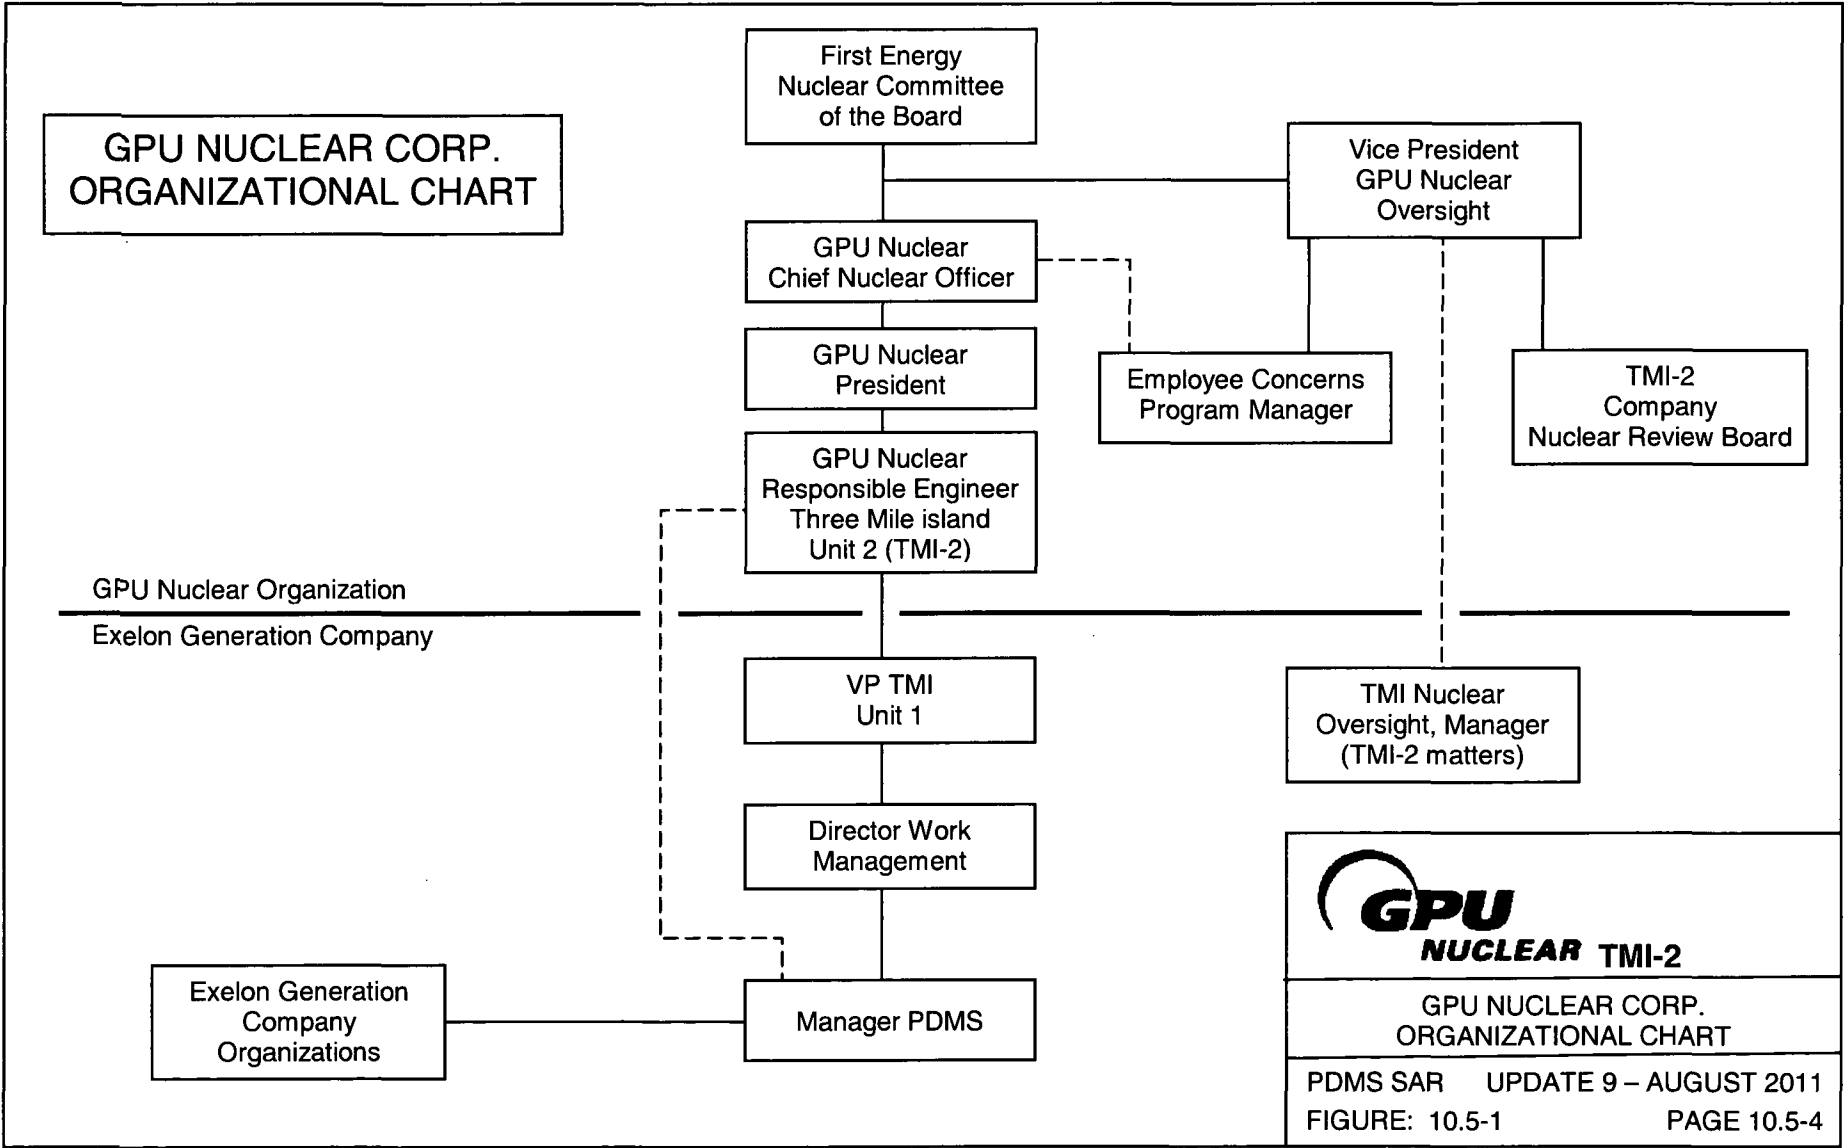 First Energy
Nuclear Committee
of the Board
GPU NUCLEAR CORP.
ORGANIZATIONAL CHART
Vice President
GPU Nuclear
Oversight
GPU Nuclear
Chief Nuclear Officer
GPU Nuclear
President
Employee Concerns
Program Manager
TMI-2
Company
Nuclear Review Board
GPU Nuclear
Responsible Engineer
Three Mile island
Unit 2 (TMI-2)
GPU Nuclear Organization
Exelon Generation Company
VP TMI
Unit 1
TMI Nuclear
Oversight, Manager
(TMI-2 matters)
Director Work
Management
Exelon Generation
Company
Organizations
Manager PDMS
GPU
NUCLEAR TMI-2
GPU NUCLEAR CORP.
ORGANIZATIONAL CHART
PDMS SAR UPDATE 9 – AUGUST 2011
FIGURE: 10.5-1 PAGE 10.5-4